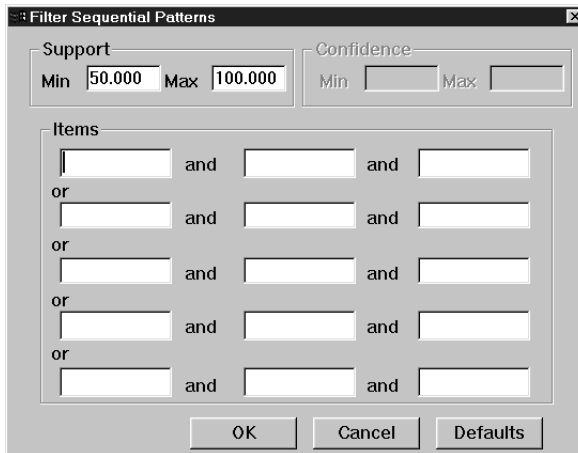 Filter Sequential Patterns
Support
Min 50.000 Max 100.000
Confidence
Min Max
Items
and and
or
and and
or
and and
or
and and
or
and and
OK Cancel Defaults